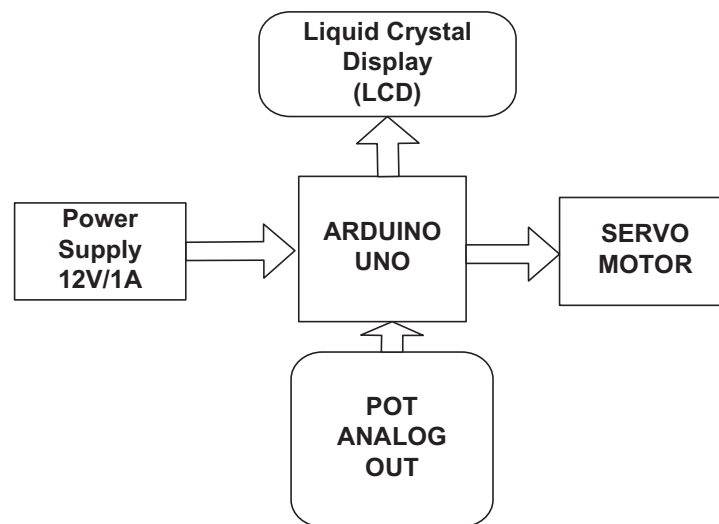 Liquid Crystal
Display
(LCD)
Power
Supply
12V/1A
ARDUINO
UNO
SERVO
MOTOR
POT
ANALOG
OUT